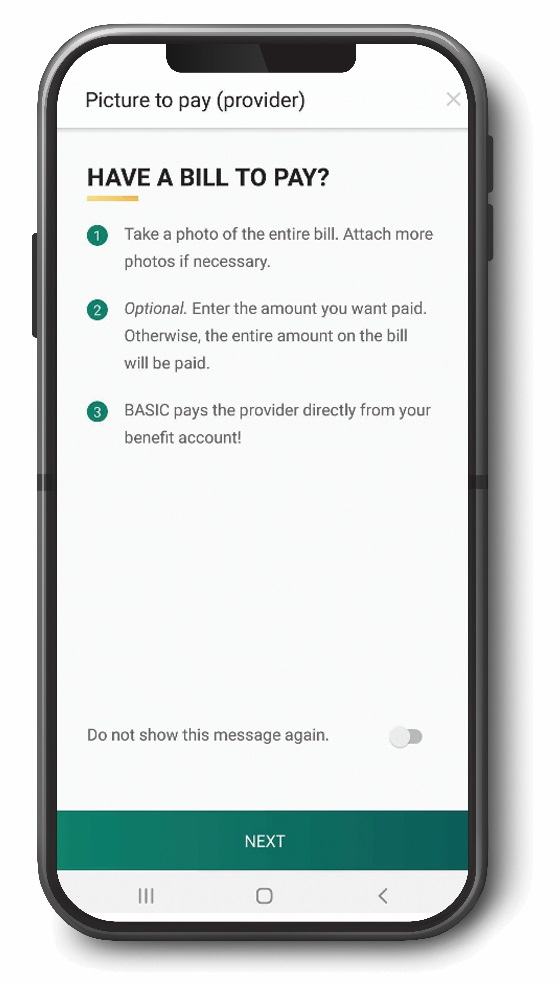 Picture to pay (provider)
HAVE A BILL TO PAY?
1 Take a photo of the entire bill. Attach more
photos if necessary.
2 Optional. Enter the amount you want paid.
Otherwise, the entire amount on the bill
will be paid.
3 BASIC pays the provider directly from your
benefit account!
Do not show this message again.
NEXT